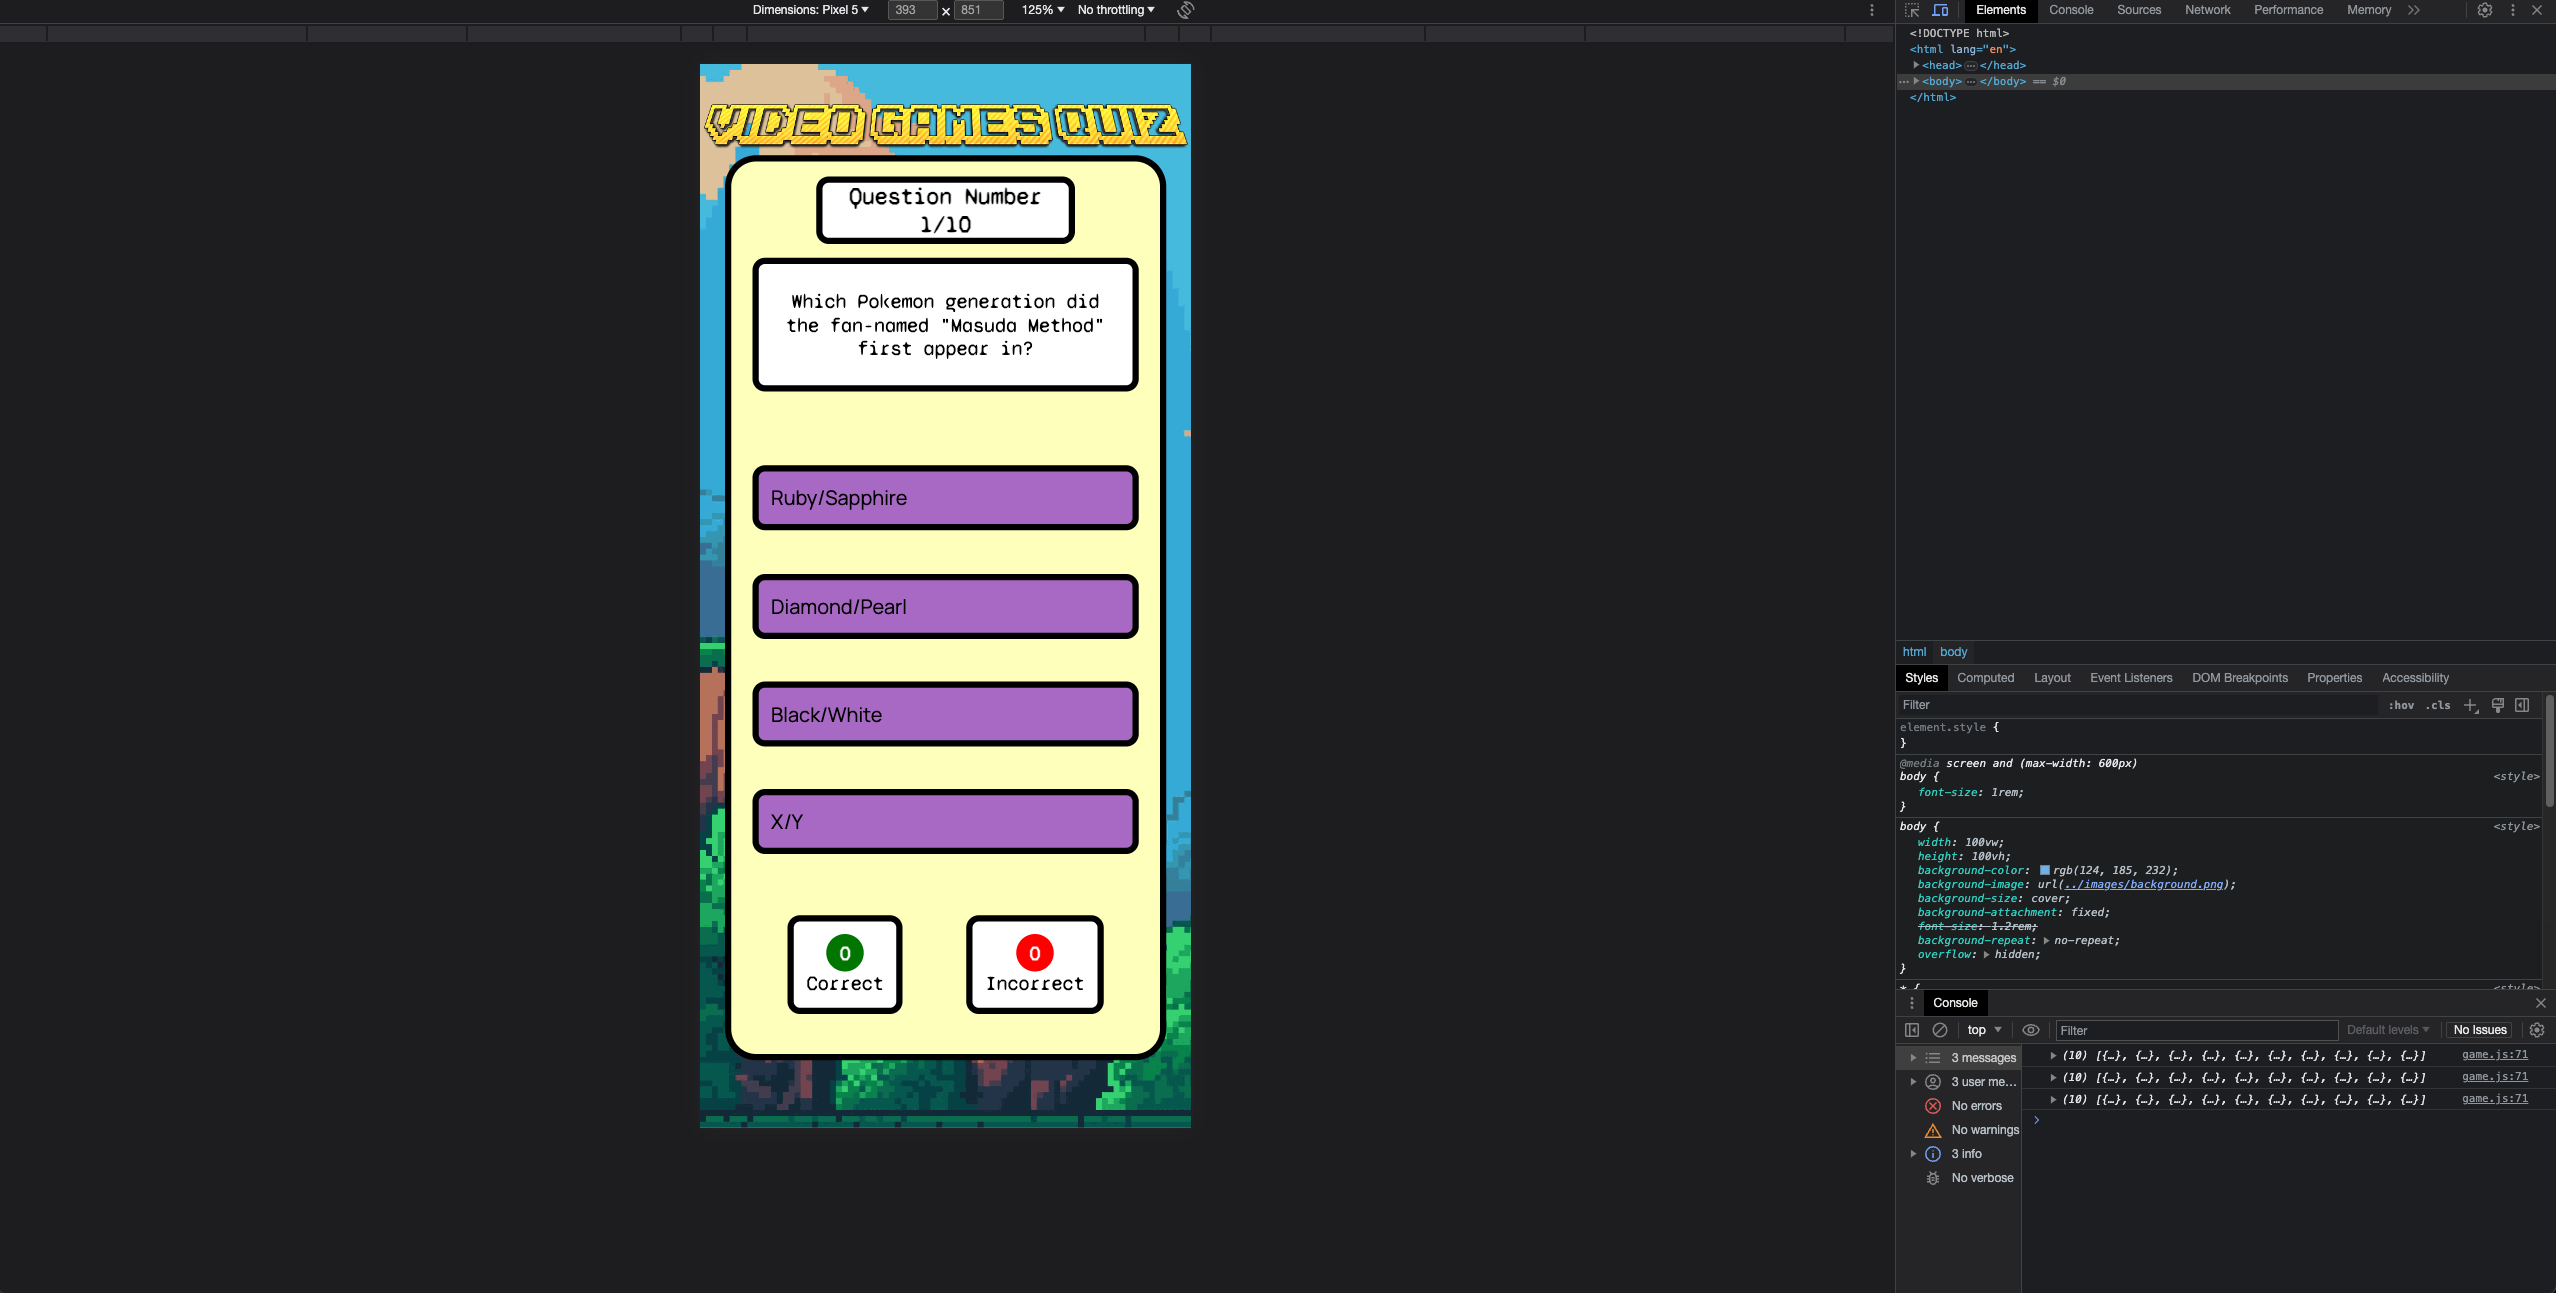 Dimensions: Pixel 5 393 × 851 125% No throttling
VIDEO GAMES QUIZ
Question Number
1/10
Which Pokemon generation did
the fan-named "Masuda Method"
first appear in?
Ruby/Sapphire
Diamond/Pearl
Black/White
X/Y
0
Correct
0
Incorrect
Elements Console Sources Network Performance Memory
<!DOCTYPE html>
<html lang="en">
<head> … </head>
<body> … </body> == $0
</html>
html body
Styles Computed Layout Event Listeners DOM Breakpoints Properties Accessibility
Filter :hov .cls
element.style {
}
@media screen and (max-width: 600px)
body { <style>
font-size: 1rem;
}
body { <style>
width: 100vw;
height: 100vh;
background-color: rgb(124, 185, 232);
background-image: url(../images/background.png);
background-size: cover;
background-attachment: fixed;
font-size: 1.2rem;
background-repeat: no-repeat;
overflow: hidden;
}
* { <style>
Console
top Filter Default levels No Issues
3 messages
3 user me…
No errors
No warnings
3 info
No verbose
(10) [{…}, {…}, {…}, {…}, {…}, {…}, {…}, {…}, {…}, {…}] game.js:71
(10) [{…}, {…}, {…}, {…}, {…}, {…}, {…}, {…}, {…}, {…}] game.js:71
(10) [{…}, {…}, {…}, {…}, {…}, {…}, {…}, {…}, {…}, {…}] game.js:71